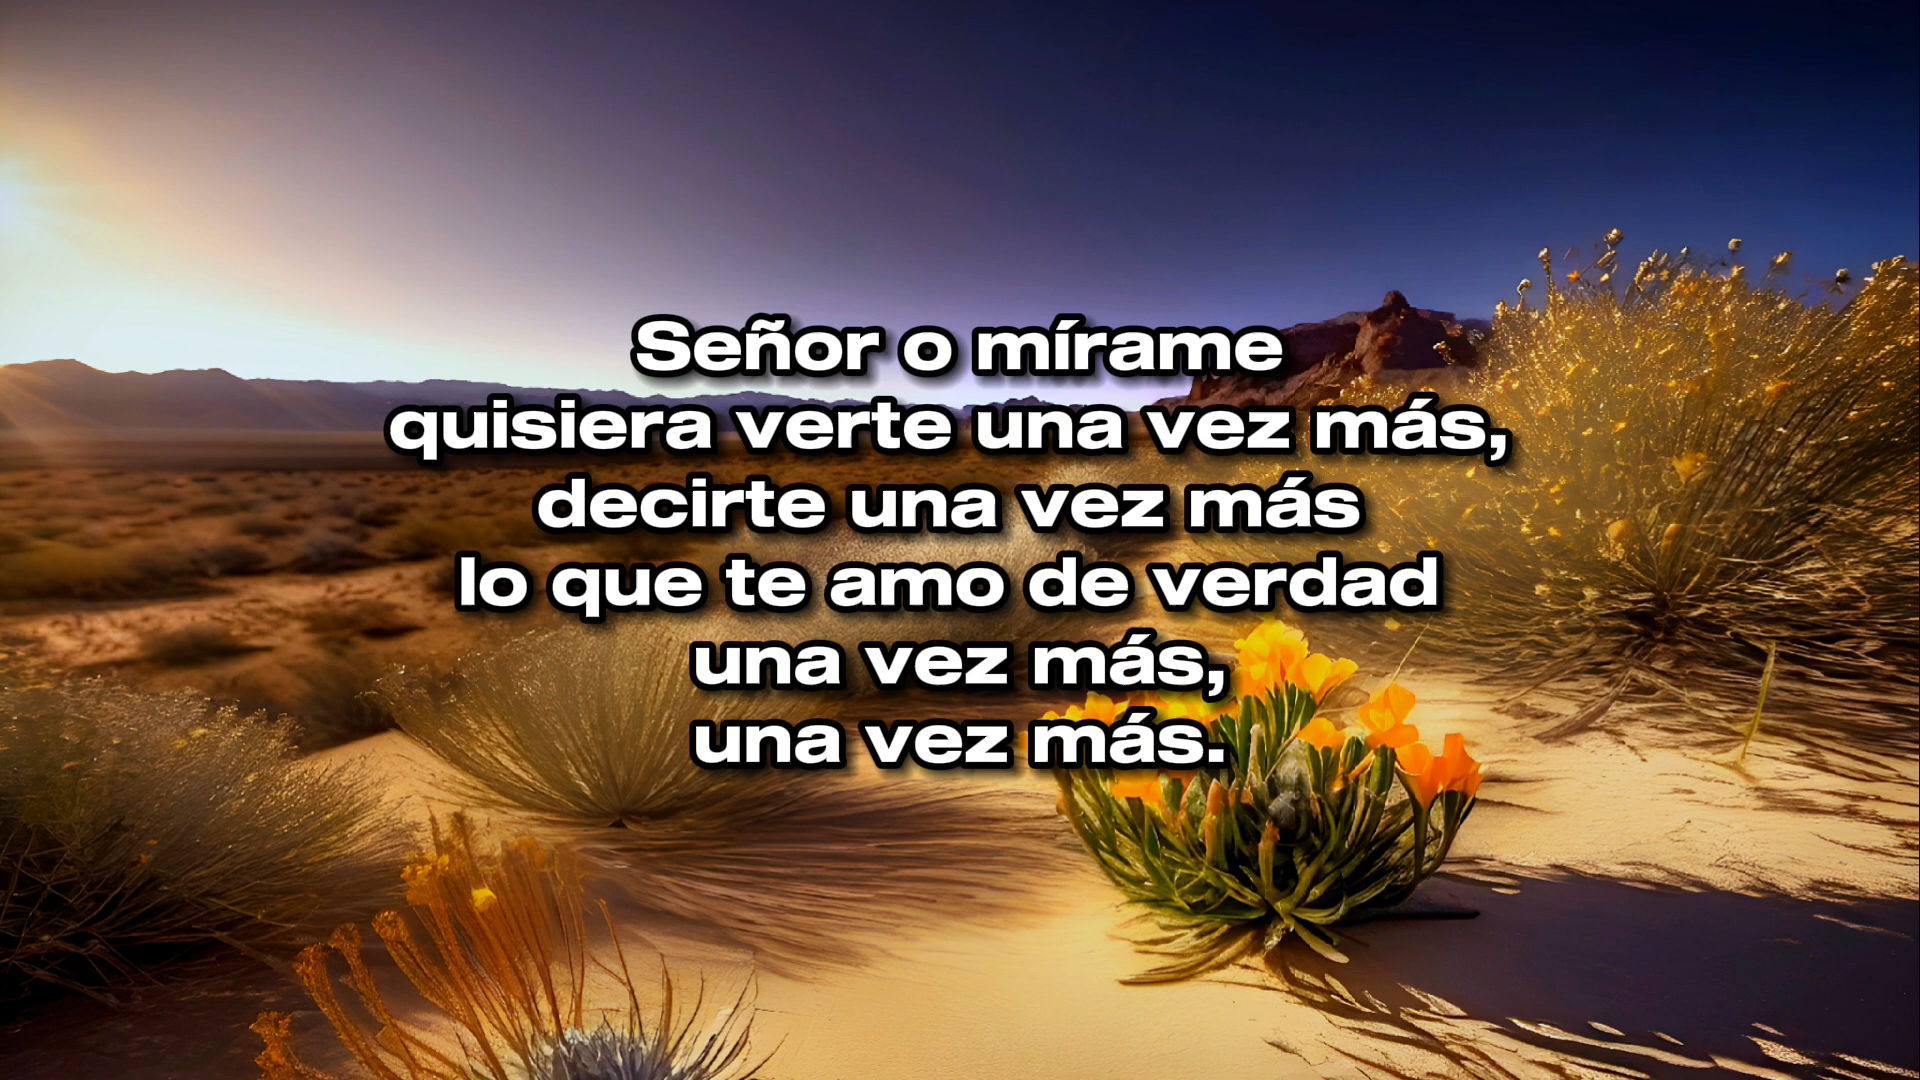 Señor o mírame
quisiera verte una vez más,
decirte una vez más
lo que te amo de verdad
una vez más,
una vez más.